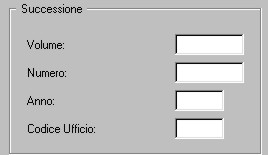 Successione
Volume:
Numero:
Anno:
Codice Ufficio: